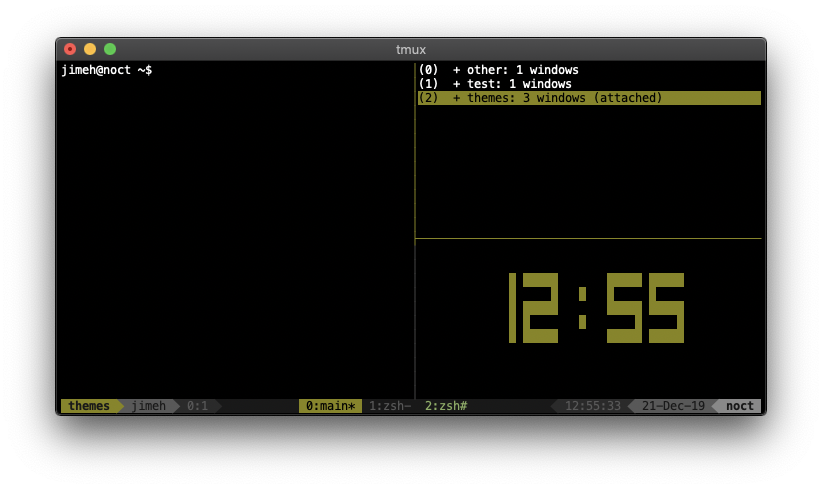 tmux
jimeh@noct ~$
(0)  + other: 1 windows
(1)  + test: 1 windows
(2)  + themes: 3 windows (attached)
12:55
themes jimeh 0:1 0:main* 1:zsh- 2:zsh# 12:55:33 21-Dec-19 noct